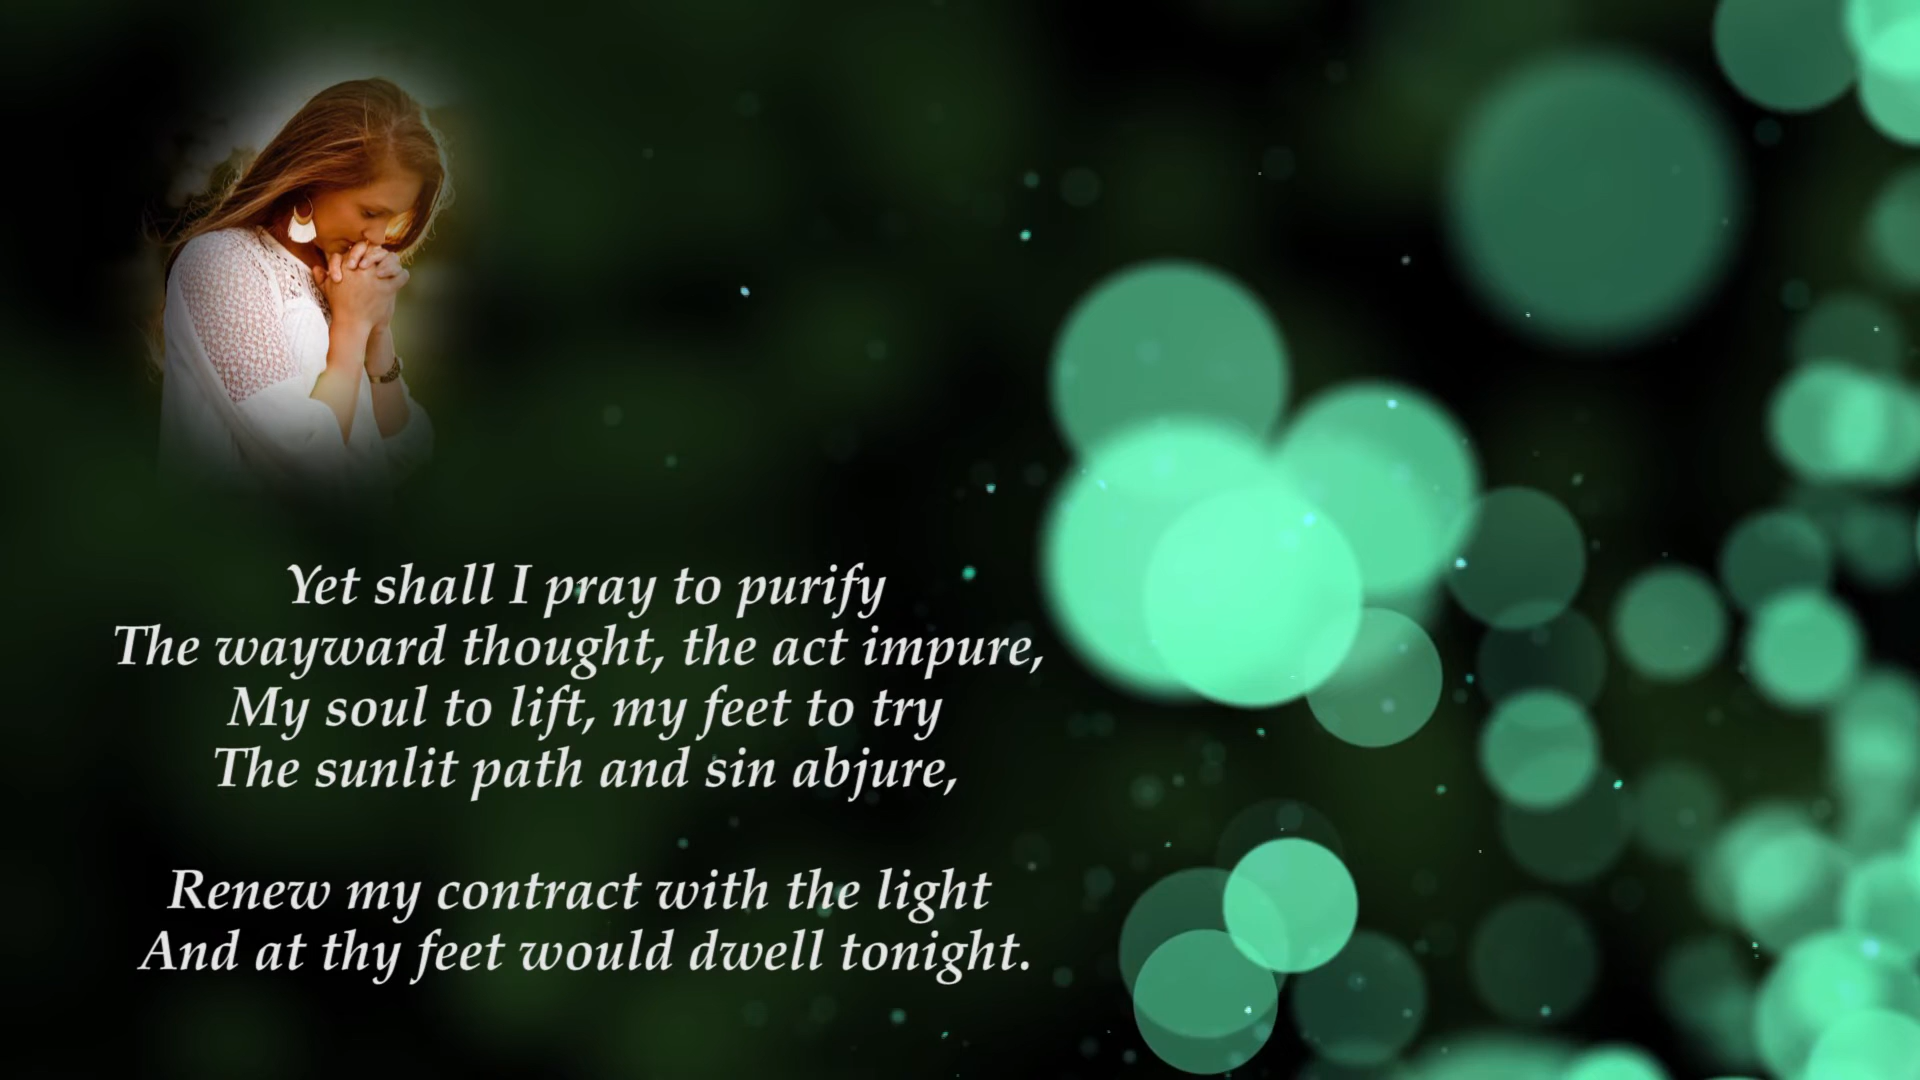 Yet shall I pray to purify
The wayward thought, the act impure,
My soul to lift, my feet to try
The sunlit path and sin abjure,
Renew my contract with the light
And at thy feet would dwell tonight.